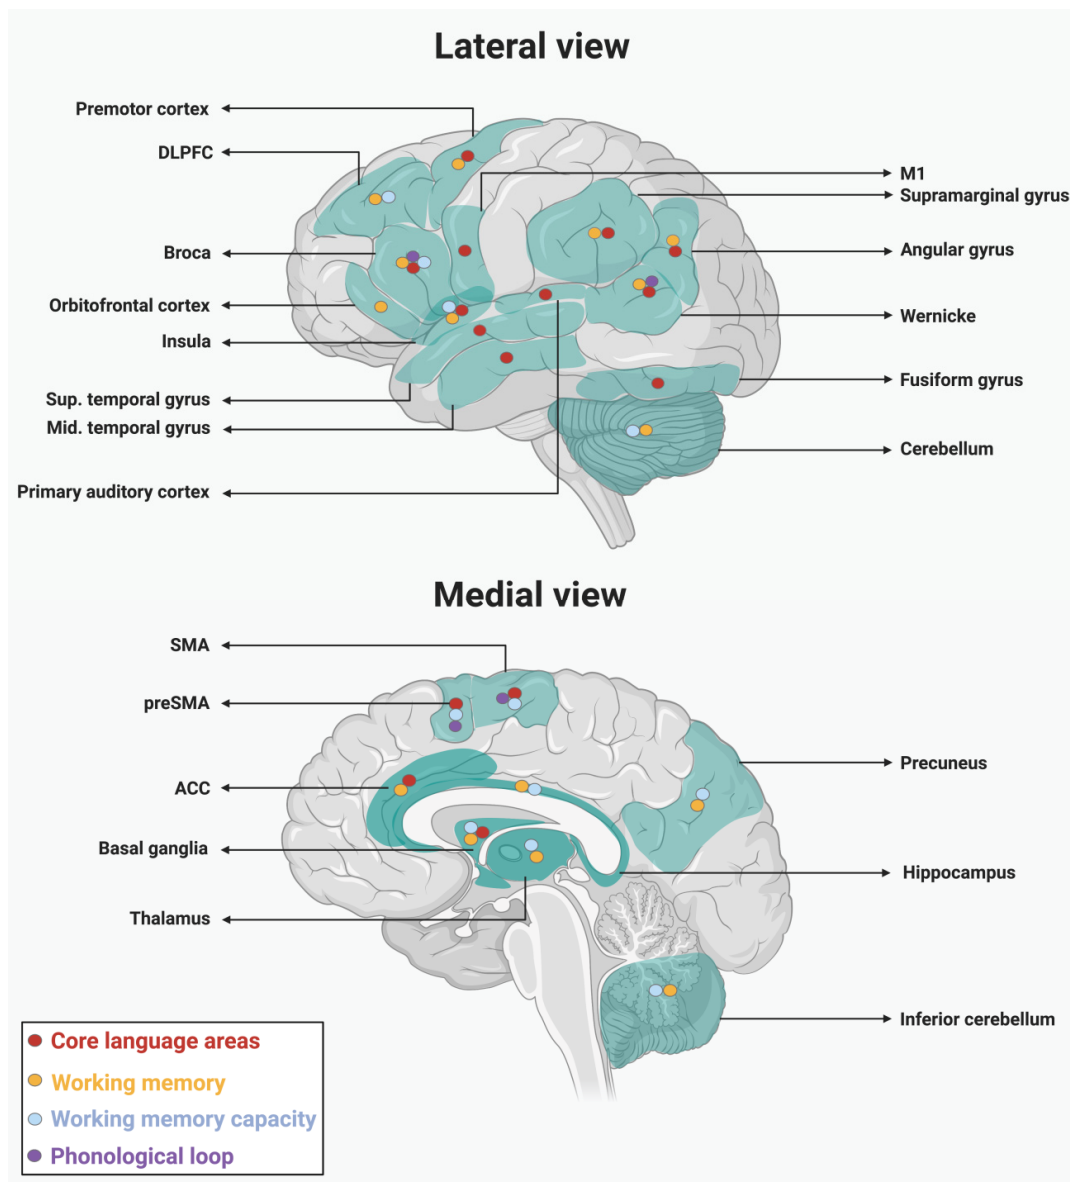 Lateral view
Premotor cortex
DLPFC
Broca
Orbitofrontal cortex
Insula
Sup. temporal gyrus
Mid. temporal gyrus
Primary auditory cortex
M1
Supramarginal gyrus
Angular gyrus
Wernicke
Fusiform gyrus
Cerebellum
Medial view
SMA
preSMA
ACC
Basal ganglia
Thalamus
Precuneus
Hippocampus
Inferior cerebellum
Core language areas
Working memory
Working memory capacity
Phonological loop